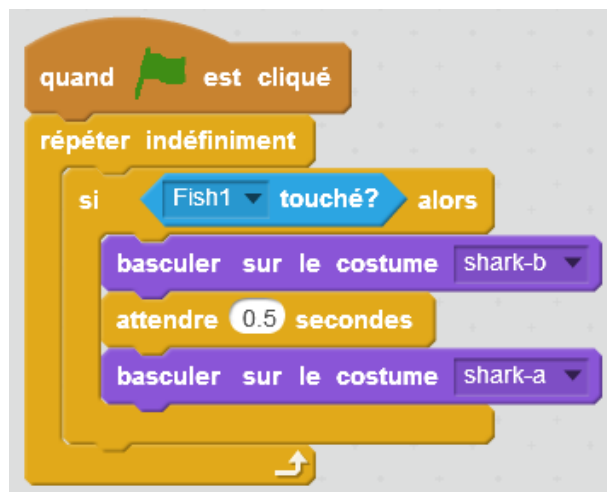 quand est cliqué
répéter indéfiniment
si Fish1 touché? alors
basculer sur le costume shark-b
attendre 0.5 secondes
basculer sur le costume shark-a